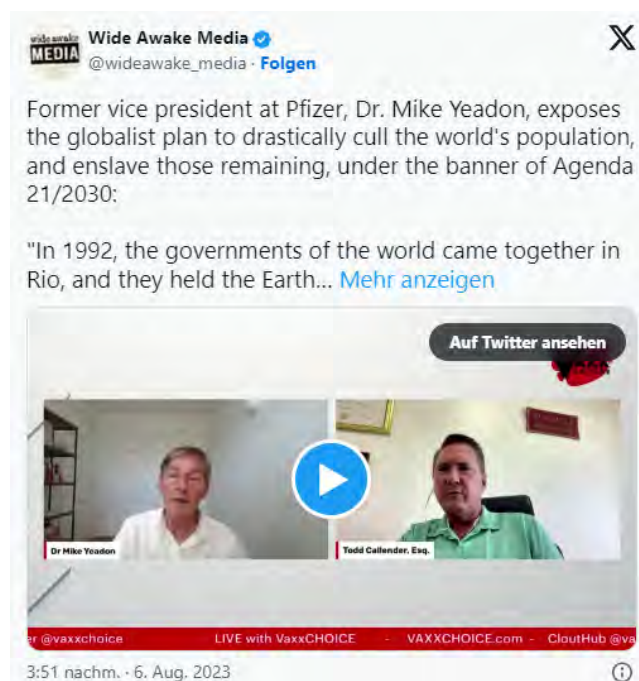 wide awake
MEDIA
Wide Awake Media
@wideawake_media · Folgen
Former vice president at Pfizer, Dr. Mike Yeadon, exposes
the globalist plan to drastically cull the world's population,
and enslave those remaining, under the banner of Agenda
21/2030:
"In 1992, the governments of the world came together in
Rio, and they held the Earth... Mehr anzeigen
Auf Twitter ansehen
Dr Mike Yeadon
Todd Callender, Esq.
er @vaxxchoice LIVE with VaxxCHOICE - VAXXCHOICE.com - CloutHub @va
3:51 nachm. · 6. Aug. 2023